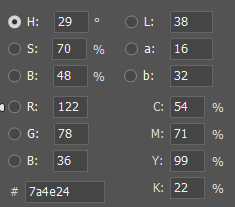 H: 29 ° L: 38
S: 70 % a: 16
B: 48 % b: 32
R: 122 C: 54 %
G: 78 M: 71 %
B: 36 Y: 99 %
# 7a4e24 K: 22 %